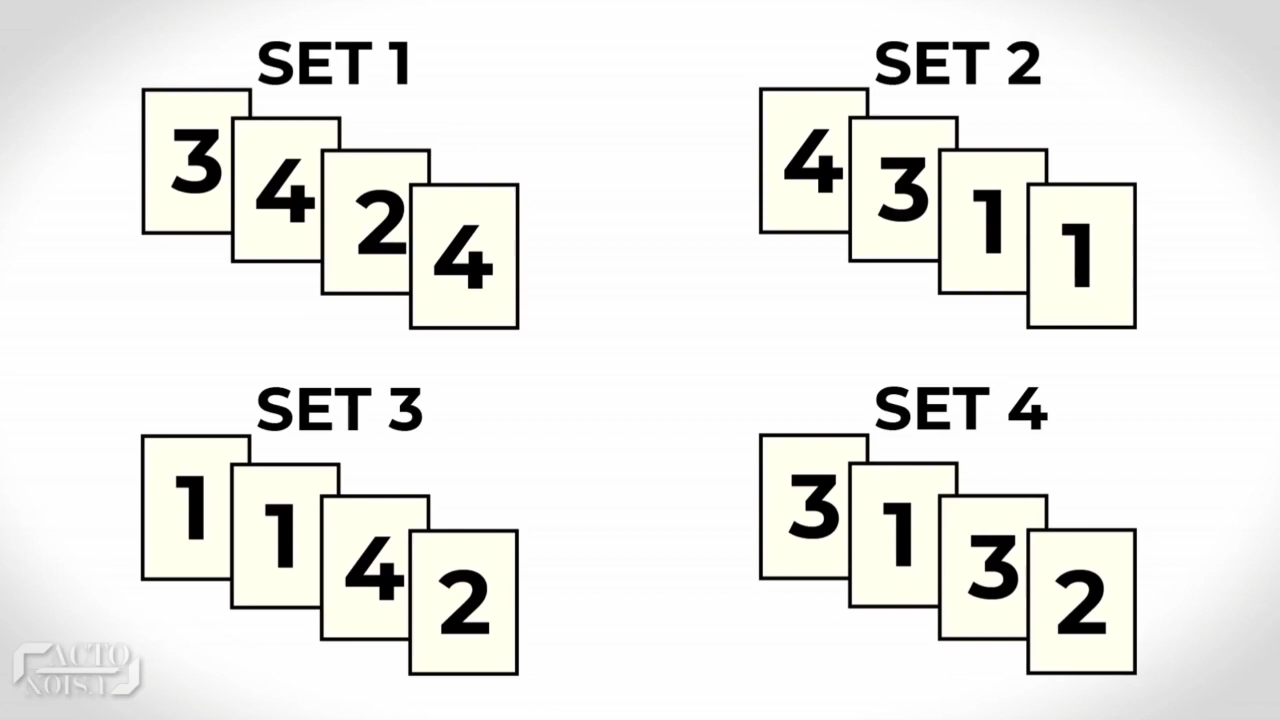 SET 1
3 4 2 4
SET 2
4 3 1 1
SET 3
1 1 4 2
SET 4
3 1 3 2